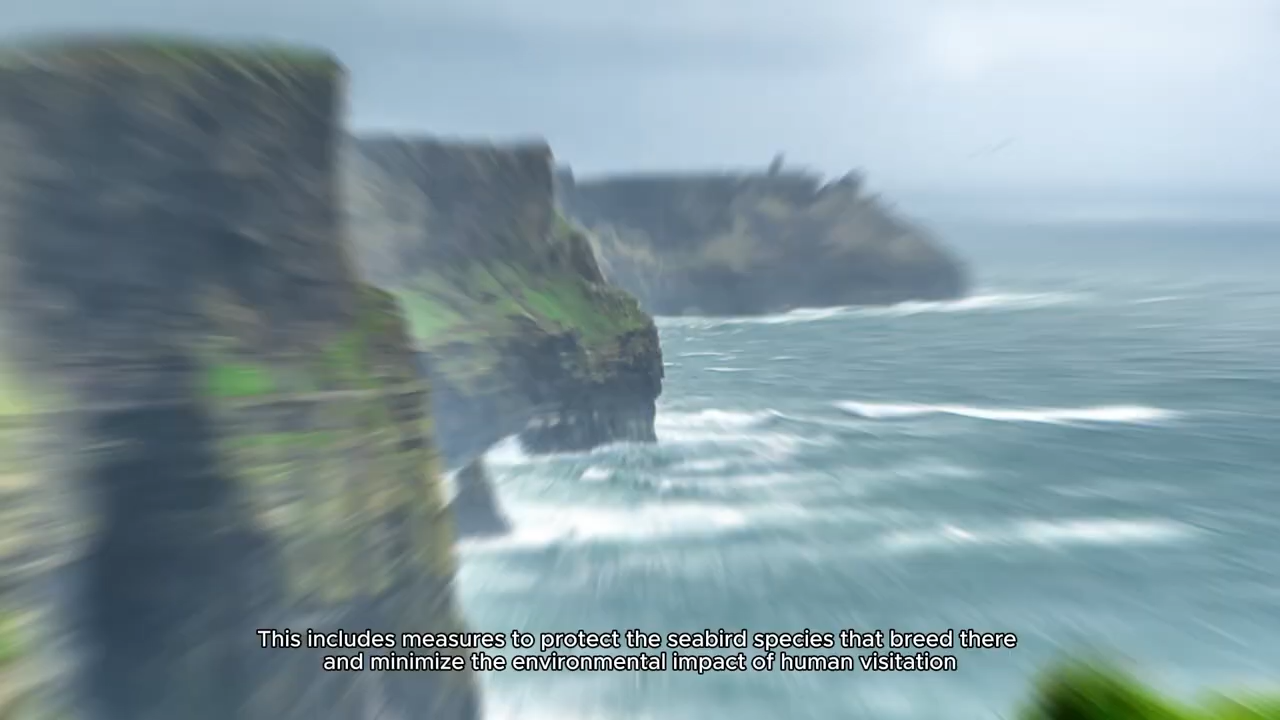 This includes measures to protect the seabird species that breed there
and minimize the environmental impact of human visitation